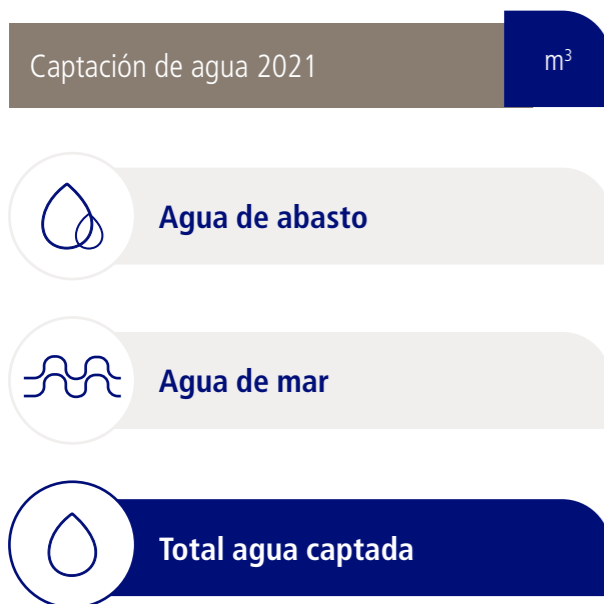 Captación de agua 2021 m³
Agua de abasto
Agua de mar
Total agua captada